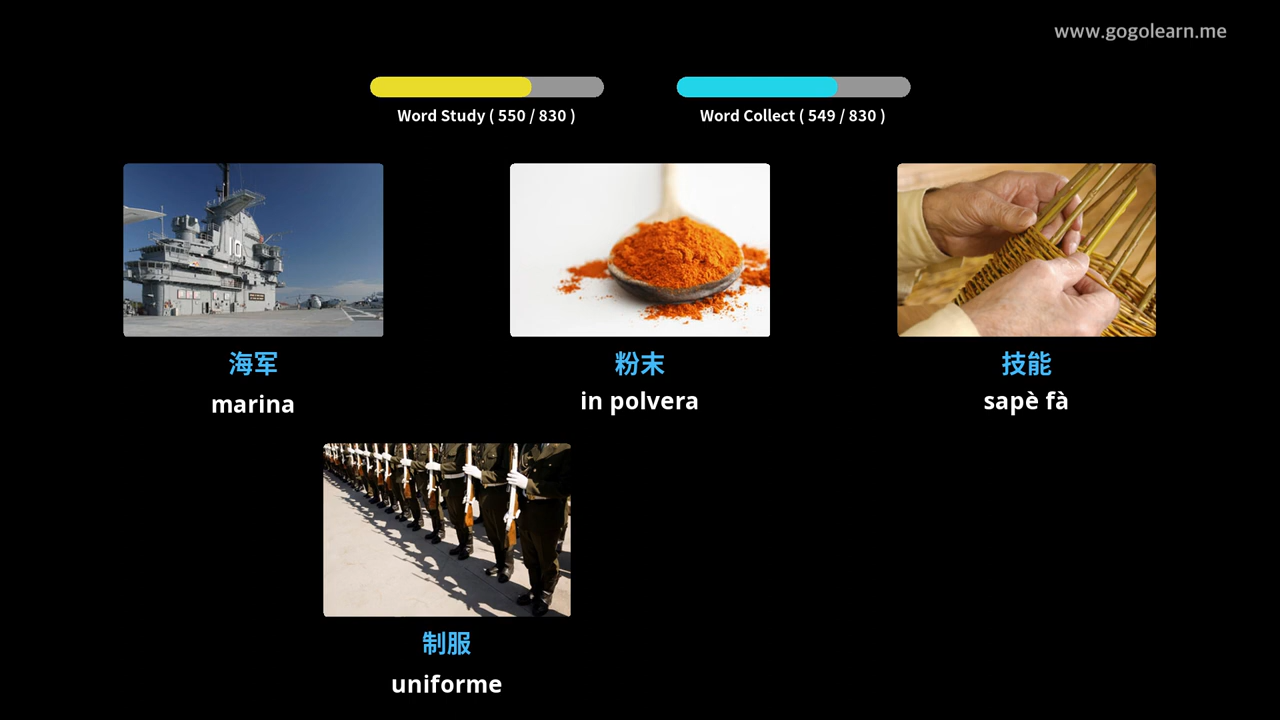 www.gogolearn.me
Word Study ( 550 / 830 )
Word Collect ( 549 / 830 )
海军
marina
粉末
in polvera
技能
sapè fà
制服
uniforme